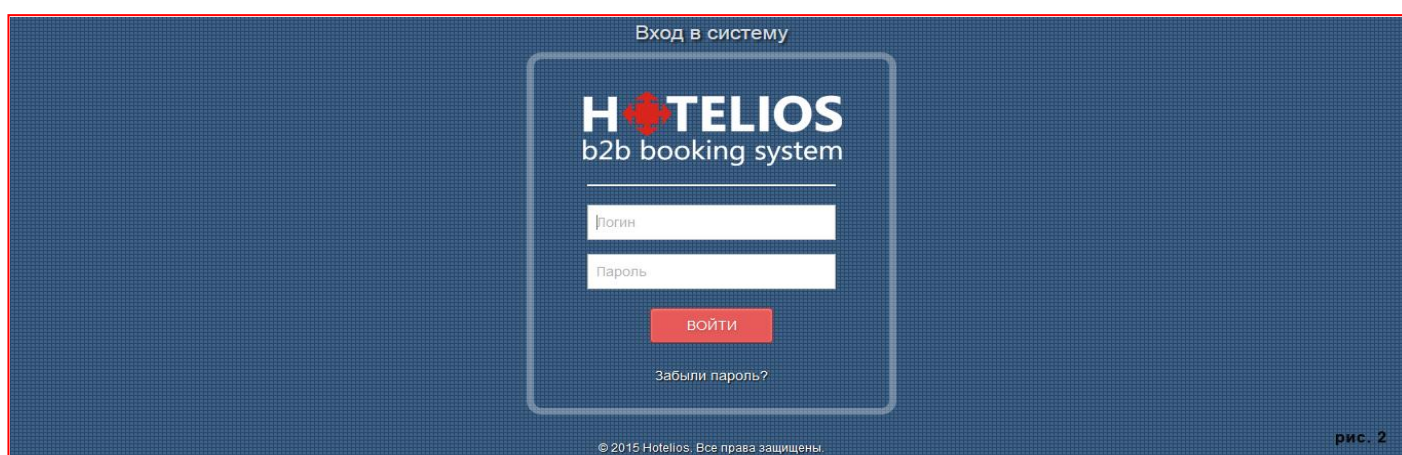 Вход в систему
HOTELIOS
b2b booking system
Логин
Пароль
ВОЙТИ
Забыли пароль?
© 2015 Hotelios. Все права защищены.
рис. 2